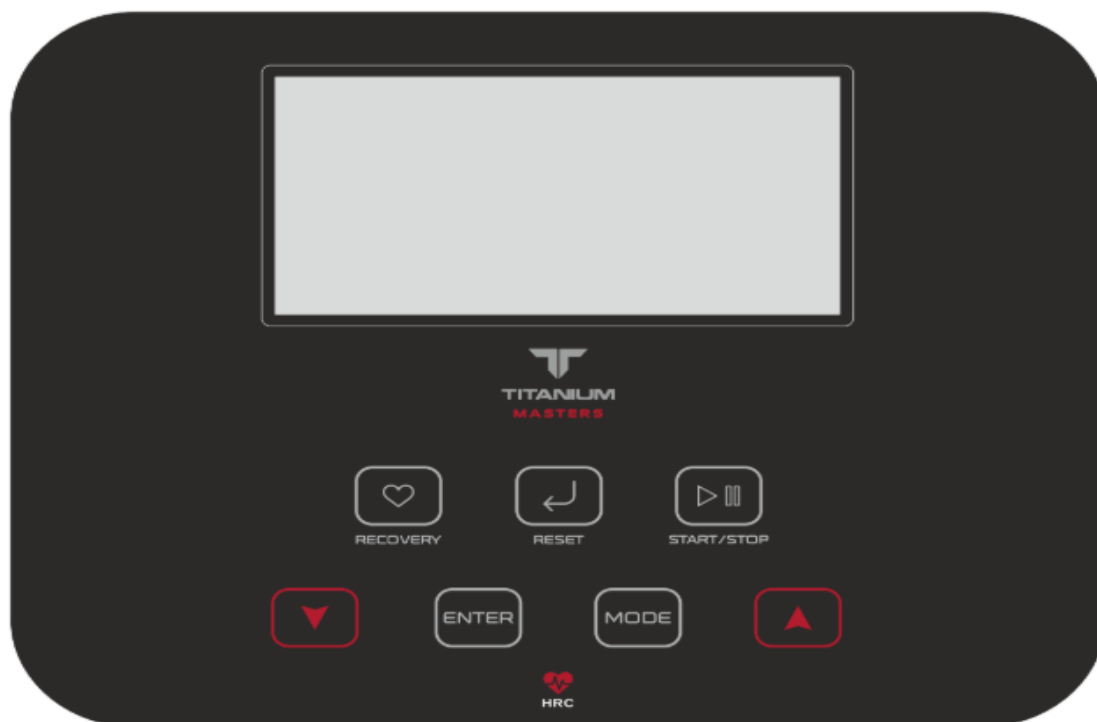 TITANIUM
MASTERS
RECOVERY
RESET
START/STOP
ENTER
MODE
HRC